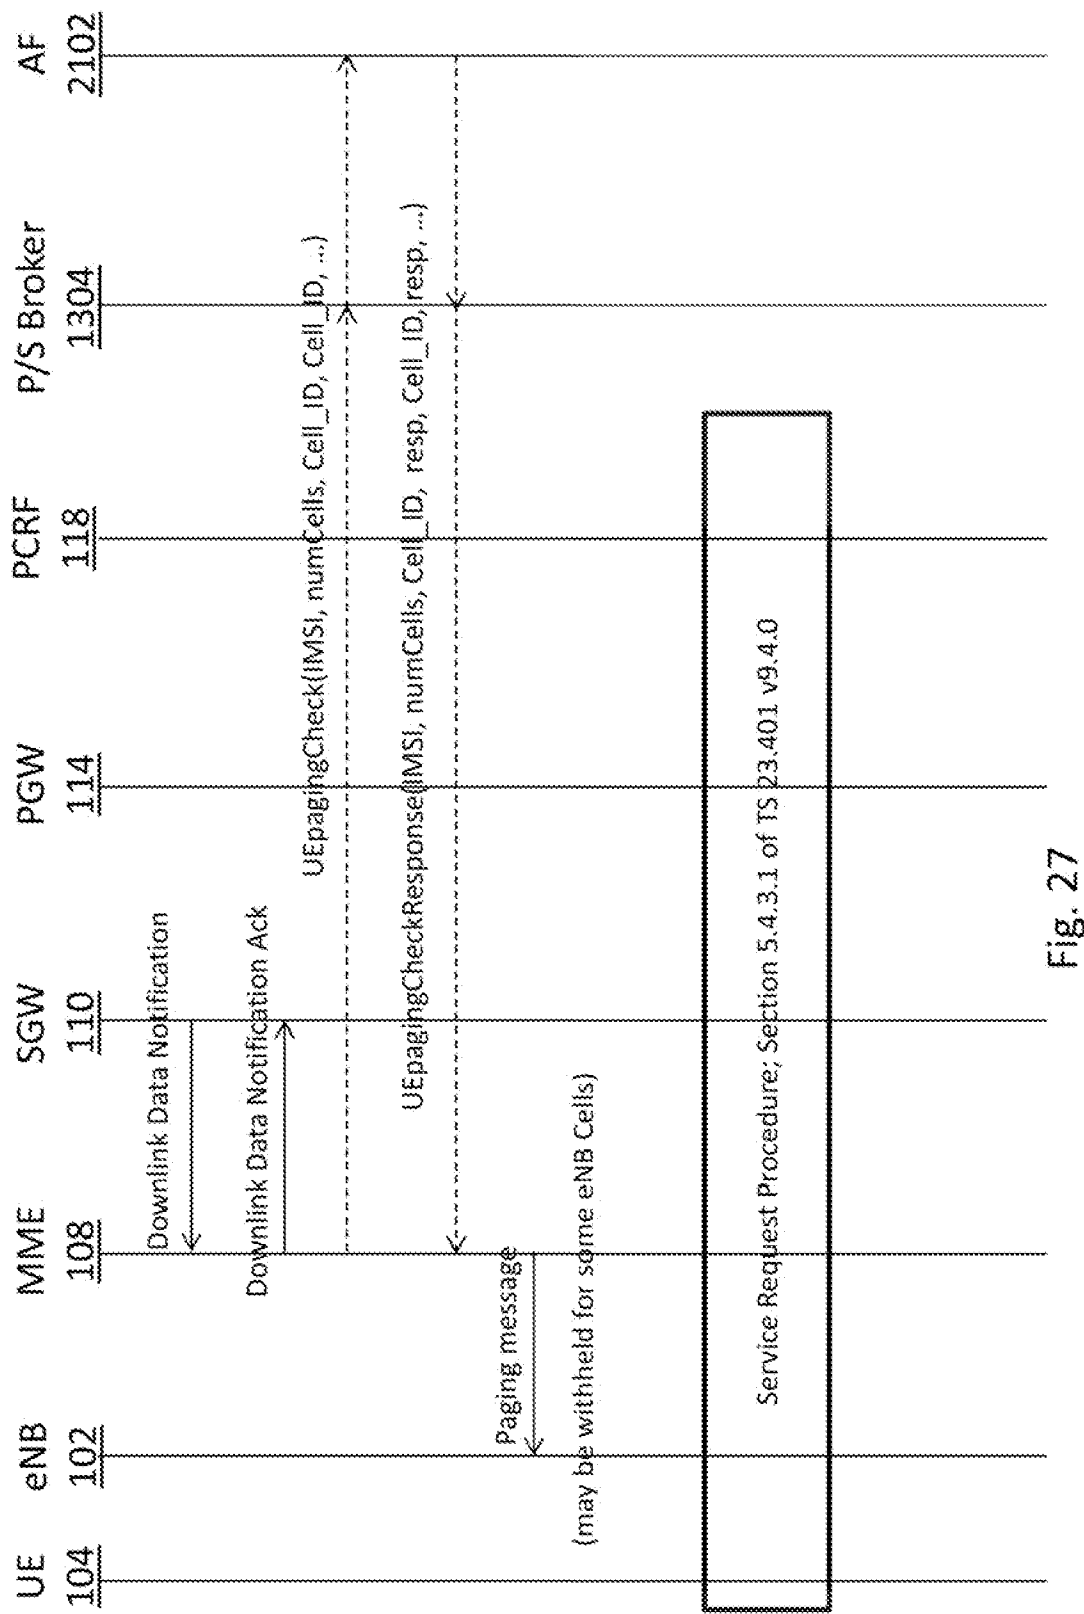 UE eNB MME SGW PGW PCRF P/S Broker AF
104 102 108 110 114 118 1304 2102
Downlink Data Notification
Downlink Data Notification Ack
UEpagingCheck(IMSI, numCells, Cell_ID, Cell_ID, ...)
UEpagingCheckResponse(IMSI, numCells, Cell_ID, resp, Cell_ID, resp, ...)
Paging message
(may be withheld for some eNB Cells)
Service Request Procedure; Section 5.4.3.1 of TS 23.401 v9.4.0
Fig. 27